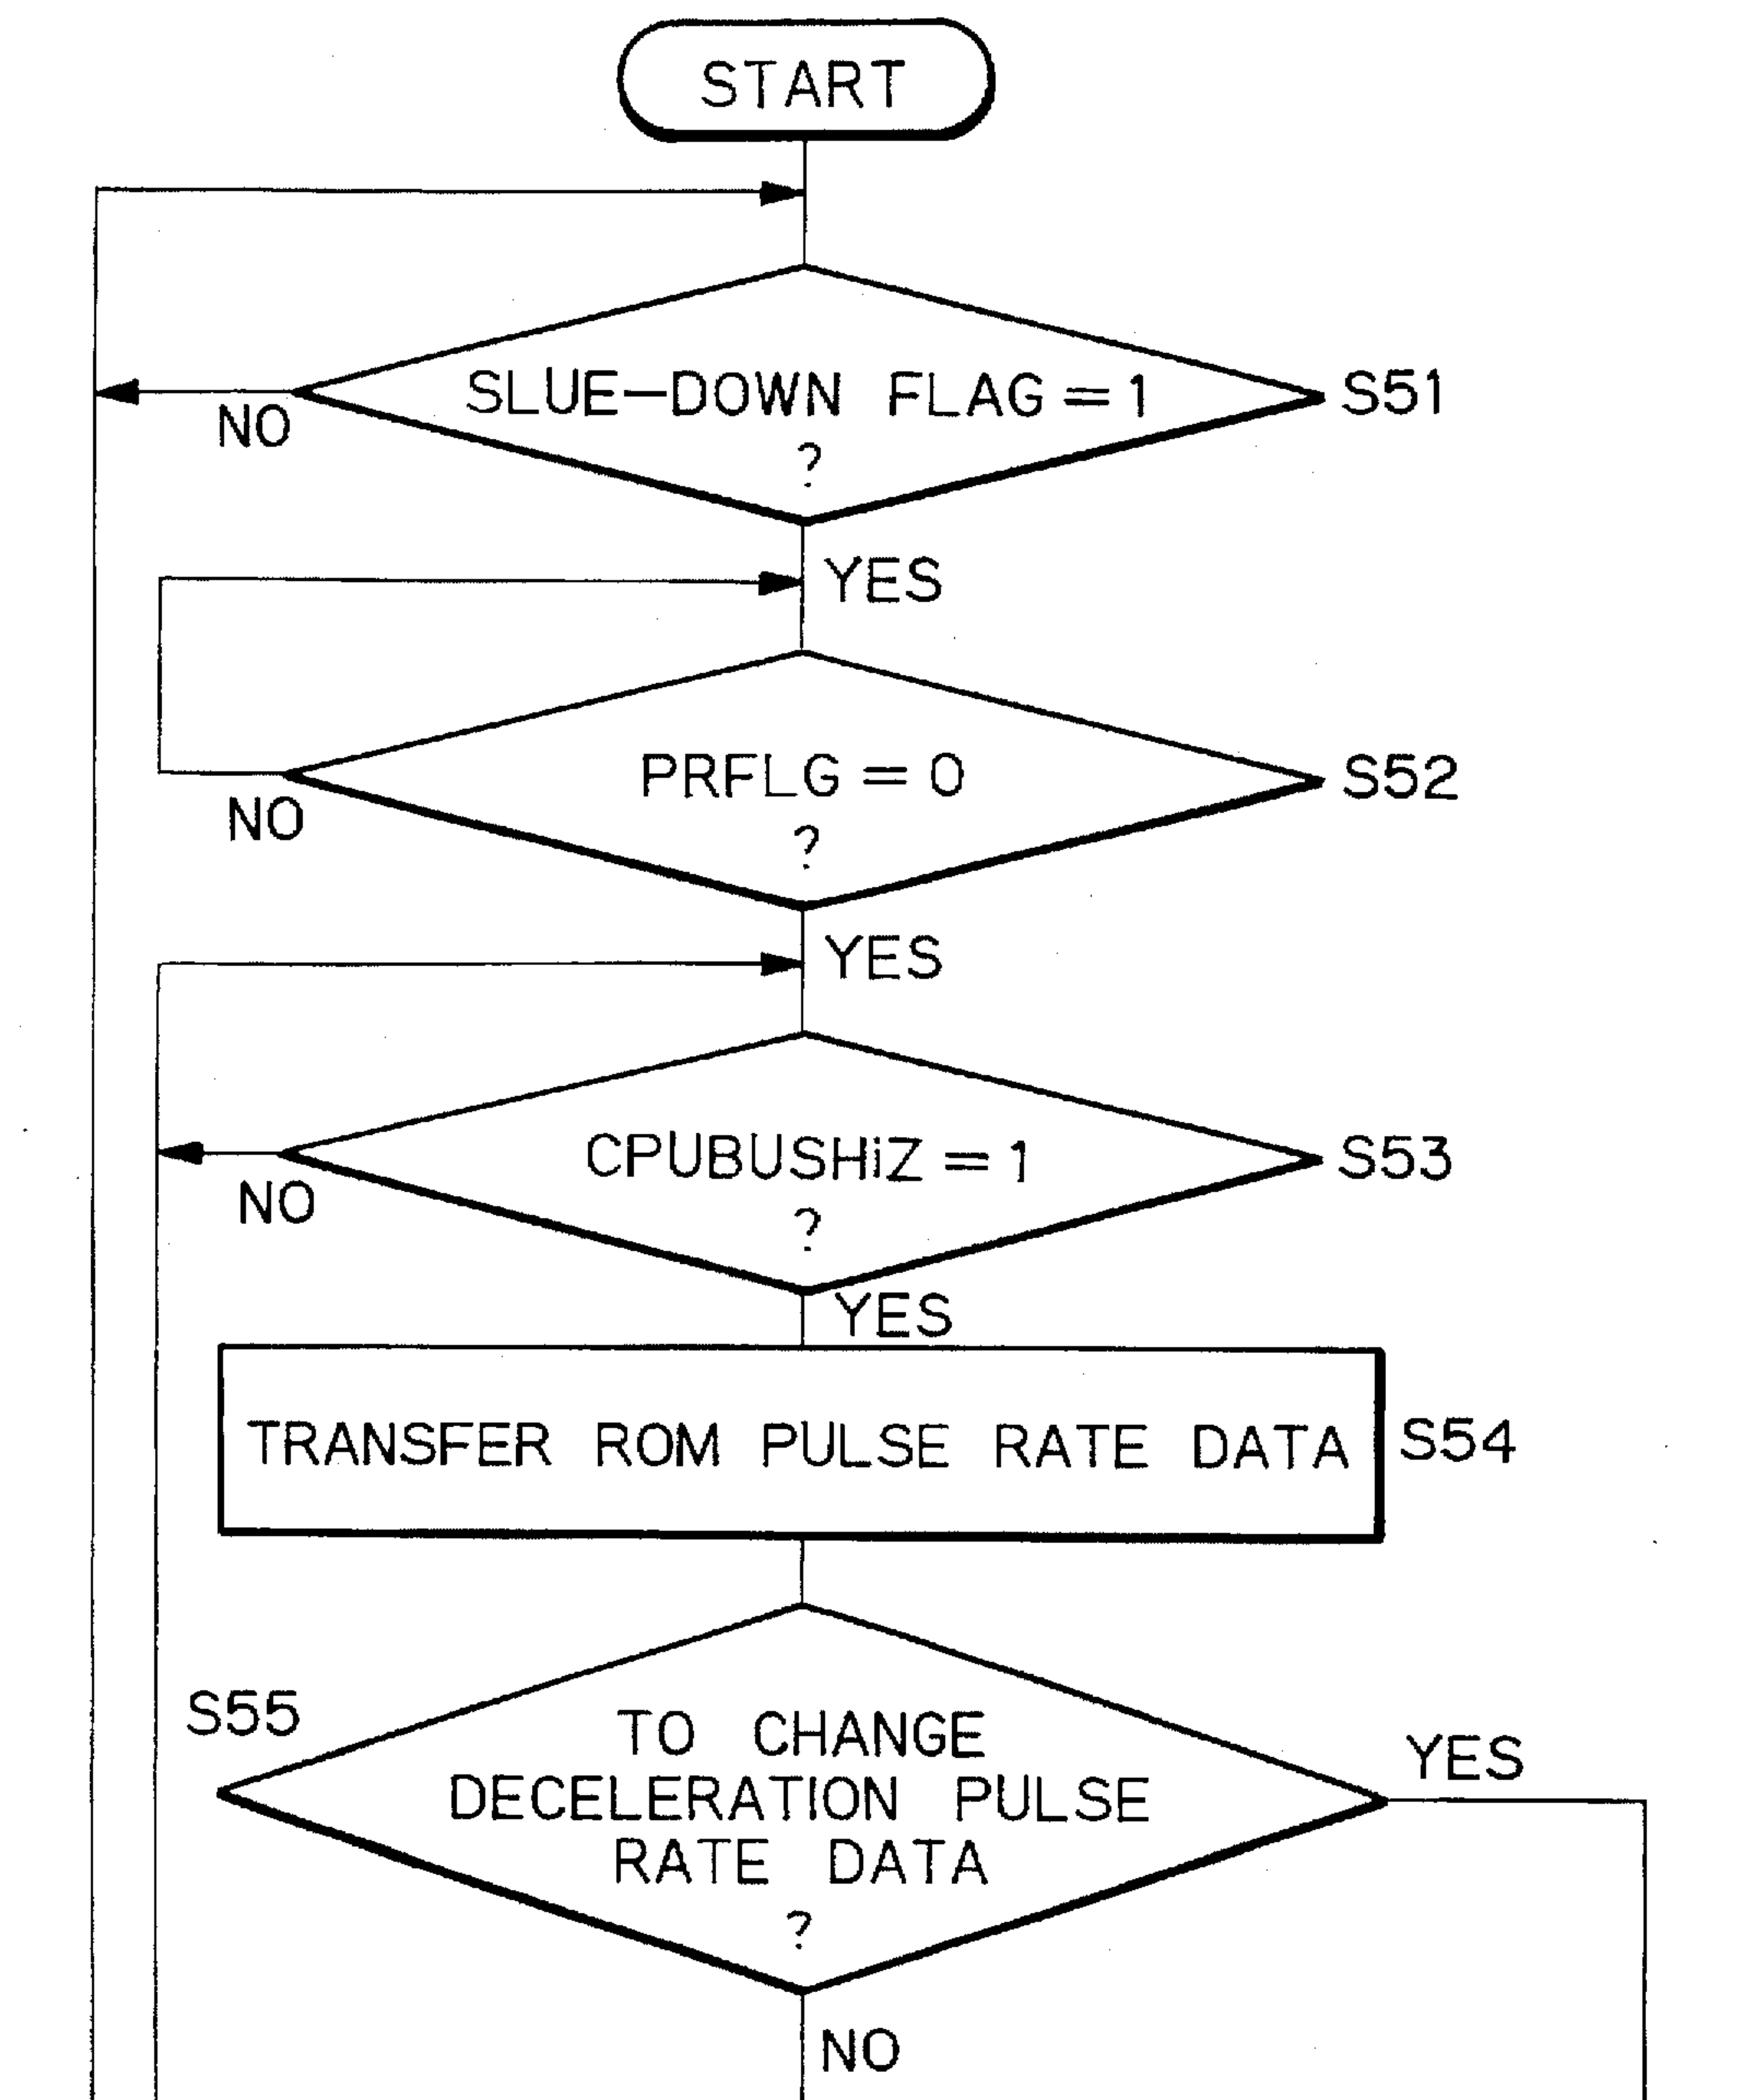 START
SLUE-DOWN FLAG=1
?
S51
NO
YES
PRFLG=0
?
S52
NO
YES
CPUBUSHiZ=1
?
S53
NO
YES
TRANSFER ROM PULSE RATE DATA
S54
S55
TO CHANGE
DECELERATION PULSE
RATE DATA
?
YES
NO